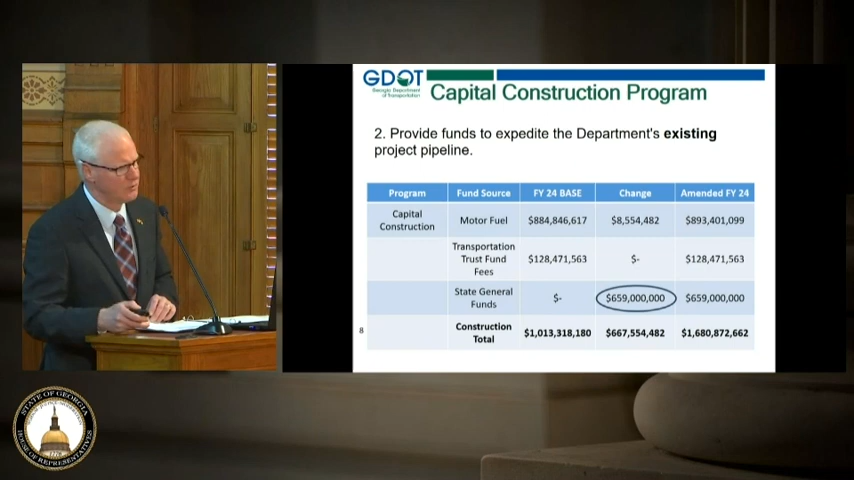 GDOT
Georgia Department
of Transportation
Capital Construction Program
2. Provide funds to expedite the Department's existing
project pipeline.
Program Fund Source FY 24 BASE Change Amended FY 24
Capital
Construction
Motor Fuel $884,846,617 $8,554,482 $893,401,099
Transportation
Trust Fund
Fees
$128,471,563 $- $128,471,563
State General
Funds
$- $659,000,000 $659,000,000
Construction
Total
$1,013,318,180 $667,554,482 $1,680,872,662
8
STATE OF GEORGIA
HOUSE OF REPRESENTATIVES
1776